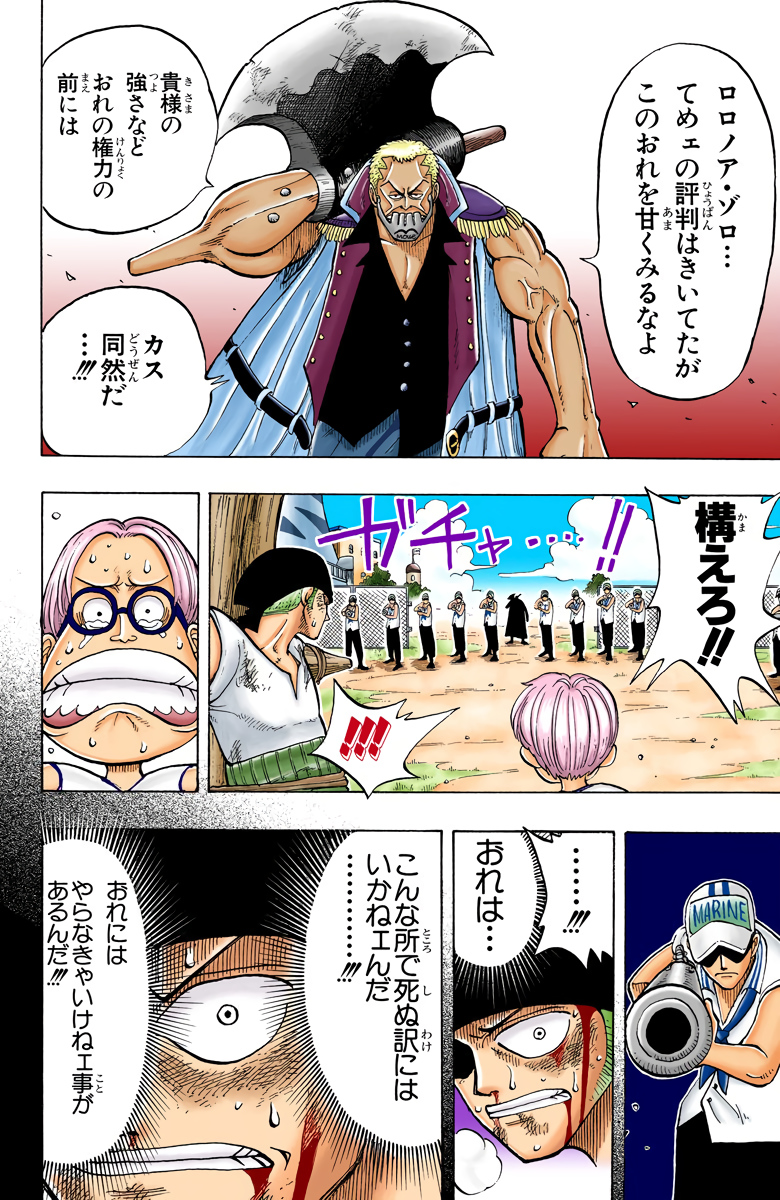 ロロノア・ゾロ…
てめェの評判はきいてたが
このおれを甘くみるなよ
貴様の
強さなど
おれの権力の
前には
カス
同然だ
…!!!
構えろ!!
ガチャ‥‥!!
!!!
MARINE
……!!!
おれは…
こんな所で死ぬ訳には
いかねェんだ
………!!!
おれには
やらなきゃいけねェ事が
あるんだ!!!